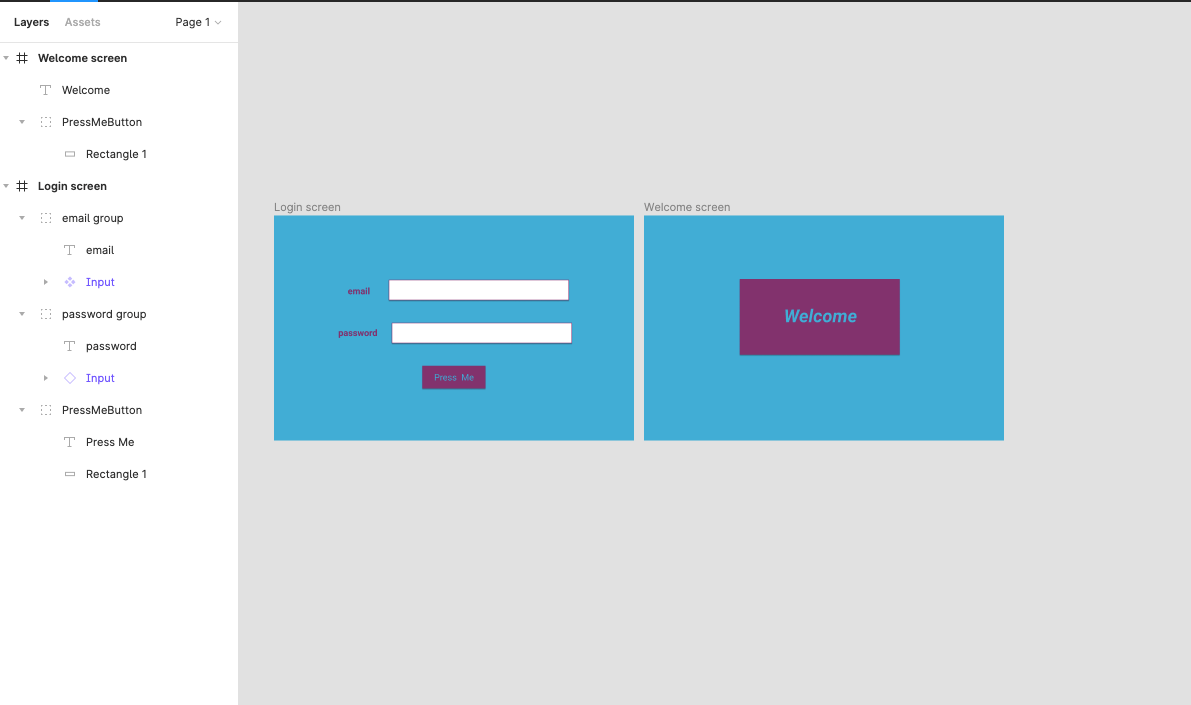 Layers Assets Page 1
Welcome screen
Welcome
PressMeButton
Rectangle 1
Login screen
email group
email
Input
password group
password
Input
PressMeButton
Press Me
Rectangle 1
Login screen
email
password
Press Me
Welcome screen
Welcome